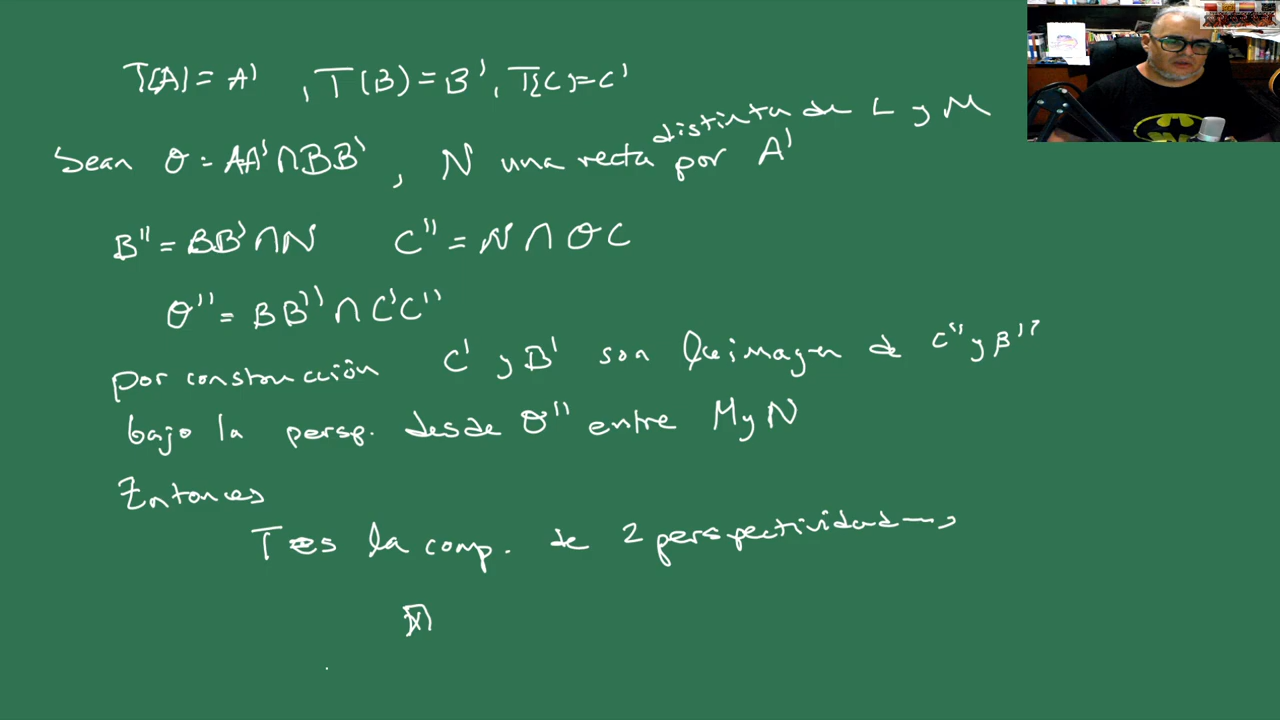 T(A) = A' , T(B) = B' , T(C) = C'
Sean O = AA' ∩ BB' , N una recta por A' distinta de L y M
B'' = BB' ∩ N   C'' = N ∩ OC
O'' = BB'' ∩ C'C''
por construcción C' y B' son la imagen de C'' y B''
bajo la persp. desde O'' entre M y N
Entonces
T es la comp. de 2 perspectividades